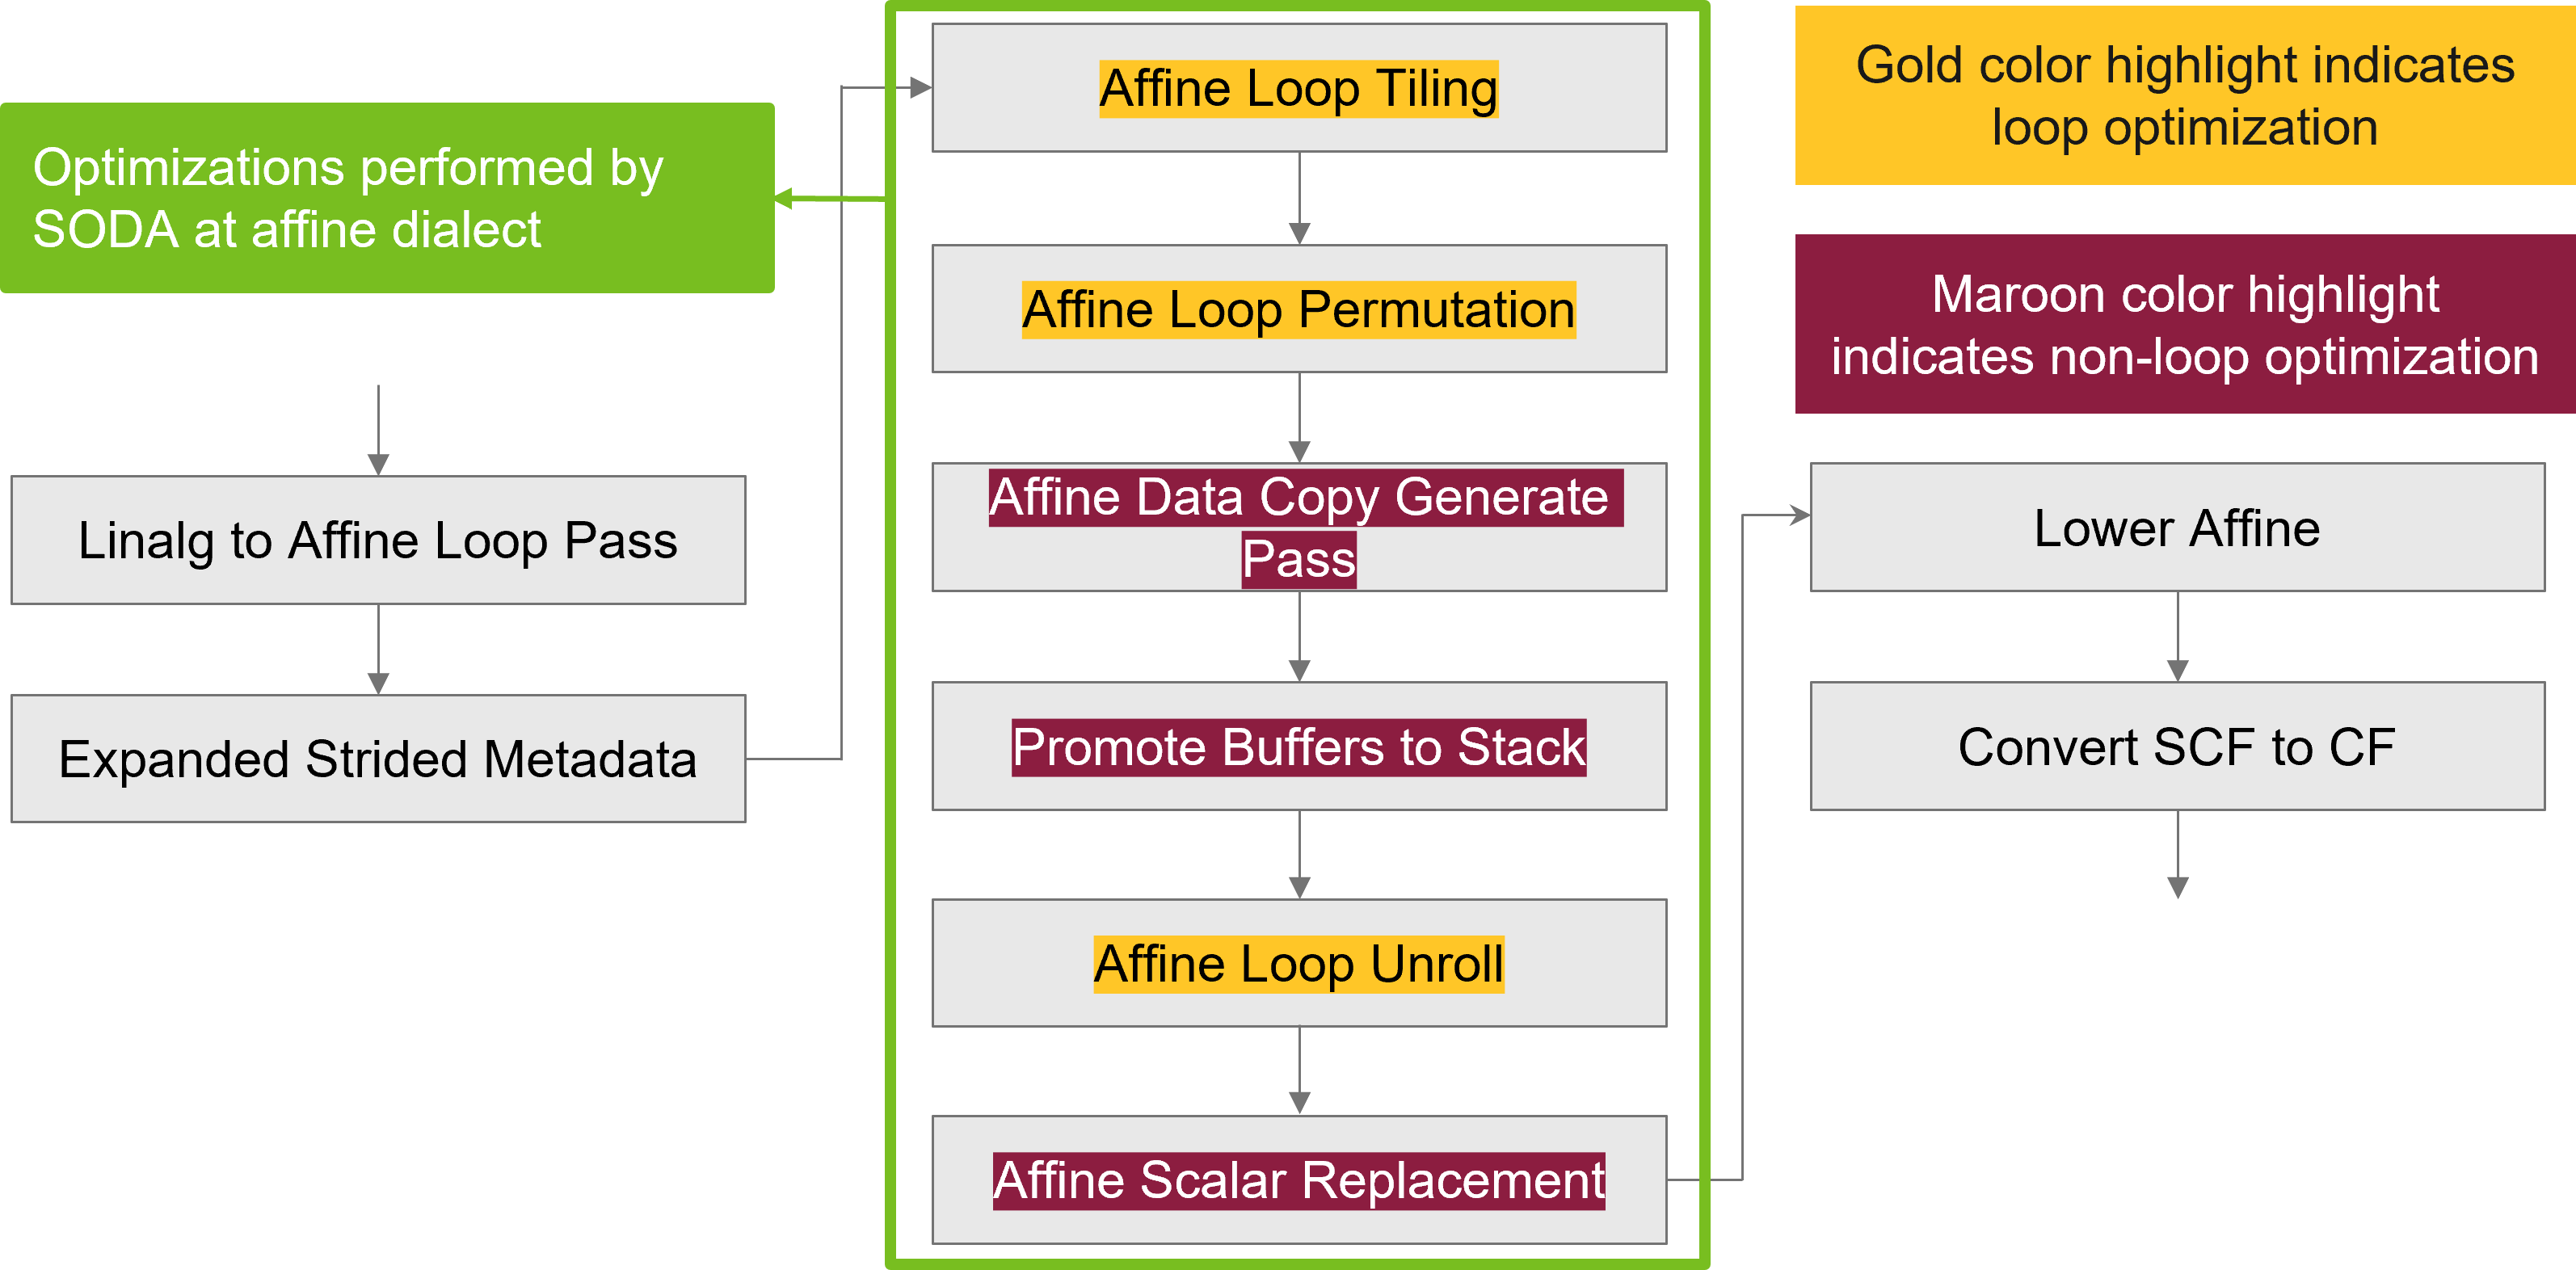 Optimizations performed by
SODA at affine dialect
Linalg to Affine Loop Pass
Expanded Strided Metadata
Affine Loop Tiling
Affine Loop Permutation
Affine Data Copy Generate
Pass
Promote Buffers to Stack
Affine Loop Unroll
Affine Scalar Replacement
Gold color highlight indicates
loop optimization
Maroon color highlight
indicates non-loop optimization
Lower Affine
Convert SCF to CF